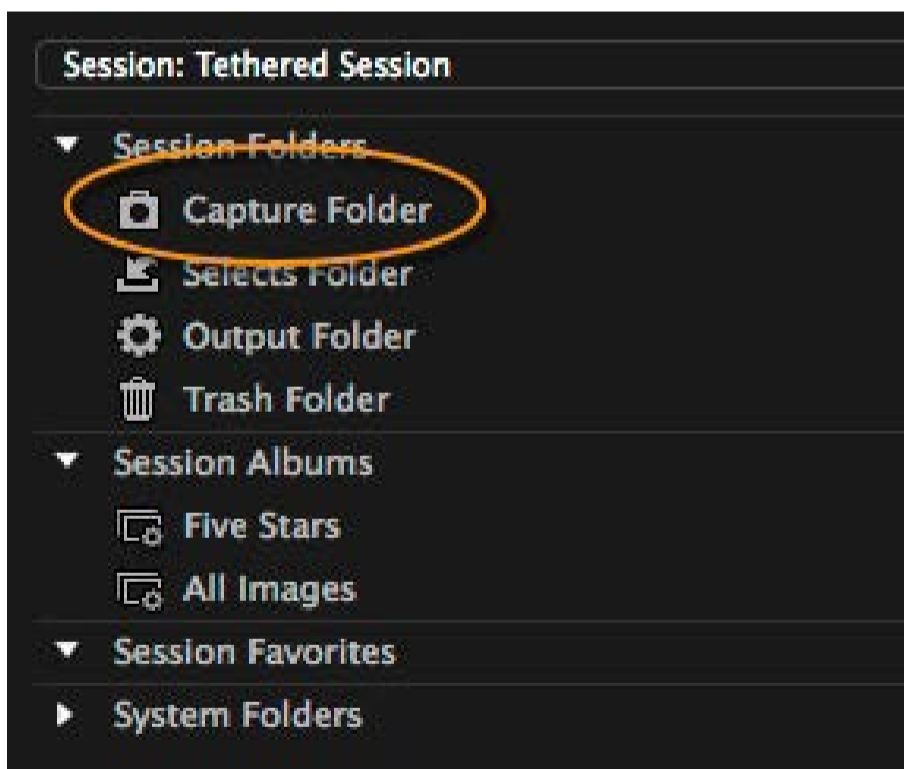 Session: Tethered Session
Session Folders
Capture Folder
Selects Folder
Output Folder
Trash Folder
Session Albums
Five Stars
All Images
Session Favorites
System Folders